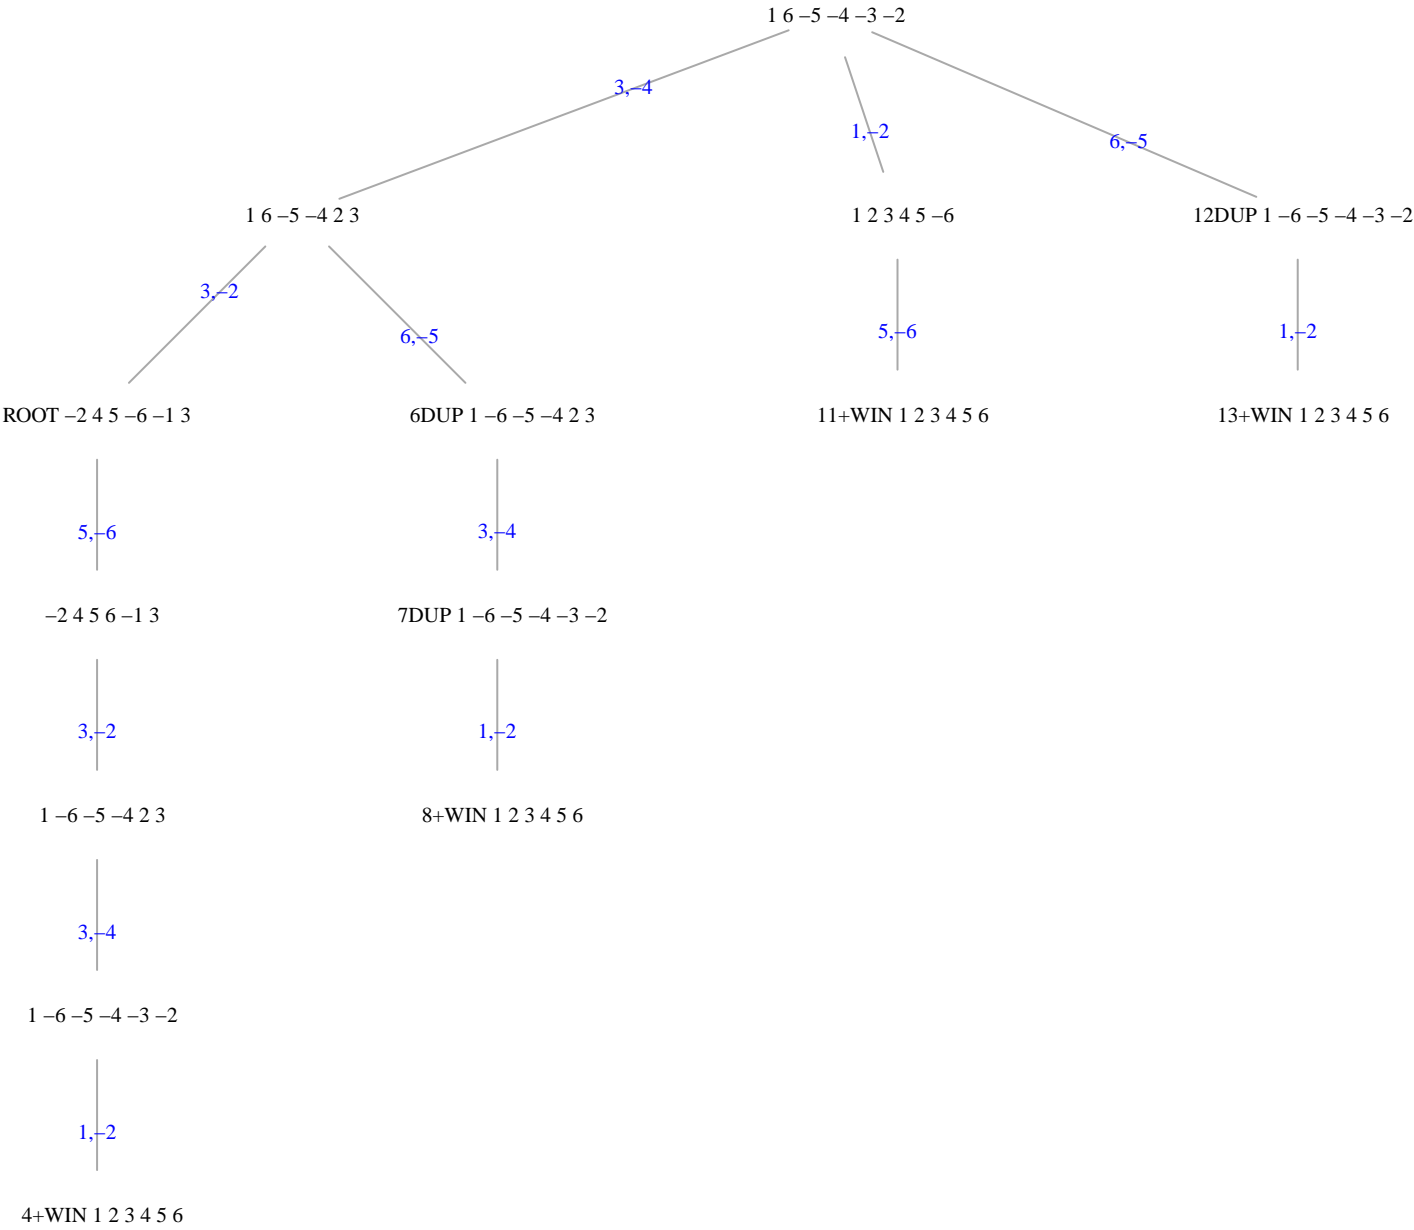 1 6 –5 –4 –3 –2
3,–4
1,–2
6,–5
1 6 –5 –4 2 3
1 2 3 4 5 –6
12DUP 1 –6 –5 –4 –3 –2
3,–2
6,–5
5,–6
1,–2
ROOT –2 4 5 –6 –1 3
6DUP 1 –6 –5 –4 2 3
11+WIN 1 2 3 4 5 6
13+WIN 1 2 3 4 5 6
5,–6
3,–4
–2 4 5 6 –1 3
7DUP 1 –6 –5 –4 –3 –2
3,–2
1,–2
1 –6 –5 –4 2 3
8+WIN 1 2 3 4 5 6
3,–4
1 –6 –5 –4 –3 –2
1,–2
4+WIN 1 2 3 4 5 6